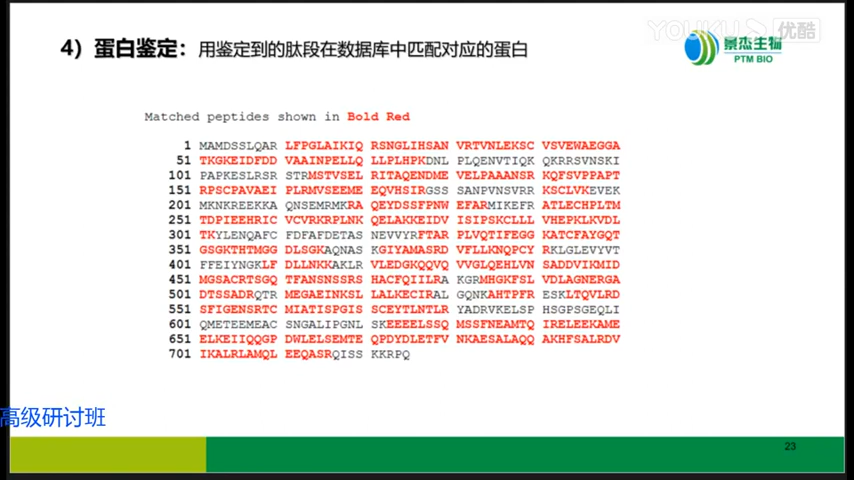 4）蛋白鉴定：用鉴定到的肽段在数据库中匹配对应的蛋白
YOUKU 优酷
景杰生物
PTM BIO
Matched peptides shown in Bold Red
1 MAMDSSLQAR LFPGLAIKIQ RSNGLIHSAN VRTVNLEKSC VSVEWAEGGA
51 TKGKEIDFDD VAAINPELLQ LLPLHPKDNL PLQENVTIQK QKRRSVNSKI
101 PAPKESLRSR STRMSTVSEL RITAQENDME VELPAAANSR KQFSVPPAPT
151 RPSCPAVAEI PLRMVSEEME EQVHSIRGSS SANPVNSVRR KSCLVKEVEK
201 MKNKREEKKA QNSEMRMKRA QEYDSSFPNW EFARMIKEFR ATLECHPLTM
251 TDPIEEHRIC VCVRKRPLNK QELAKKEIDV ISIPSKCLLL VHEPKLKVDL
301 TKYLENQAFC FDFAFDETAS NEVVYRFTAR PLVQTIFEGG KATCFAYGQT
351 GSGKTHTMGG DLSGKAQNAS KGIYAMASRD VFLLKNQPCY RKLGLEVYVT
401 FFEIYNGKLF DLLNKKAKLR VLEDGKQQVQ VVGLQEHLVN SADDVIKMID
451 MGSACRTSGQ TFANSNSSRS HACFQIILRA KGRMHGKFSL VDLAGNERGA
501 DTSSADRQTR MEGAEINKSL LALKECIRAL GQNKAHTPFR ESKLTQVLRD
551 SFIGENSRTC MIATISPGIS SCEYTLNTLR YADRVKELSP HSGPSGEQLI
601 QMETEEMEAC SNGALIPGNL SKEEEELSSQ MSSFNEAMTQ IRELEEKAME
651 ELKEIIQQGP DWLELSEMTE QPDYDLETFV NKAESALAQQ AKHFSALRDV
701 IKALRLAMQL EEQASRQISS KKRPQ
高级研讨班
23